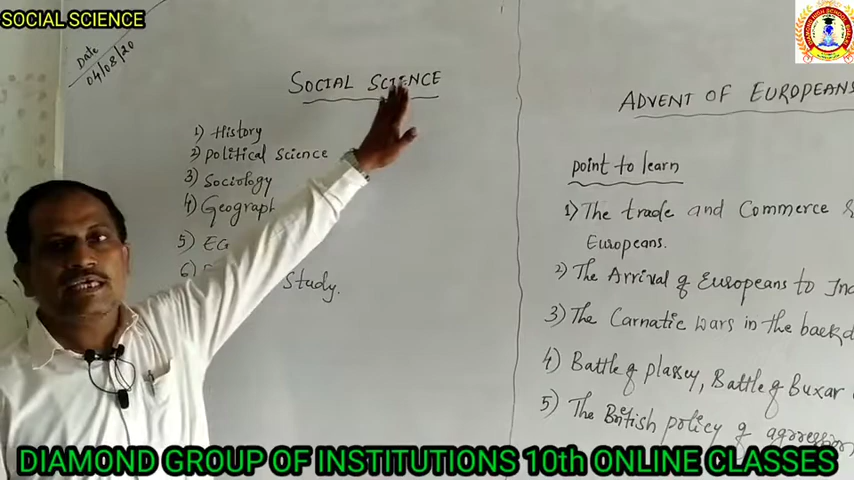 SOCIAL SCIENCE
Date
04/08/20
SOCIAL SCIENCE
1) History
2) Political Science
3) Sociology
4) Geograph
5) EG
6)
Study.
ADVENT OF EUROPEANS
point to learn
1) The trade and Commerce &
Europeans.
2) The Arrival of Europeans to Ind
3) The Carnatic wars in the backd
4) Battle of plassey, Battle of Buxar
5) The British policy of aggression
DIAMOND GROUP OF INSTITUTIONS 10th ONLINE CLASSES